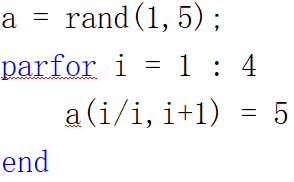 a = rand(1,5);
parfor i = 1 : 4
    a(i/i,i+1) = 5
end